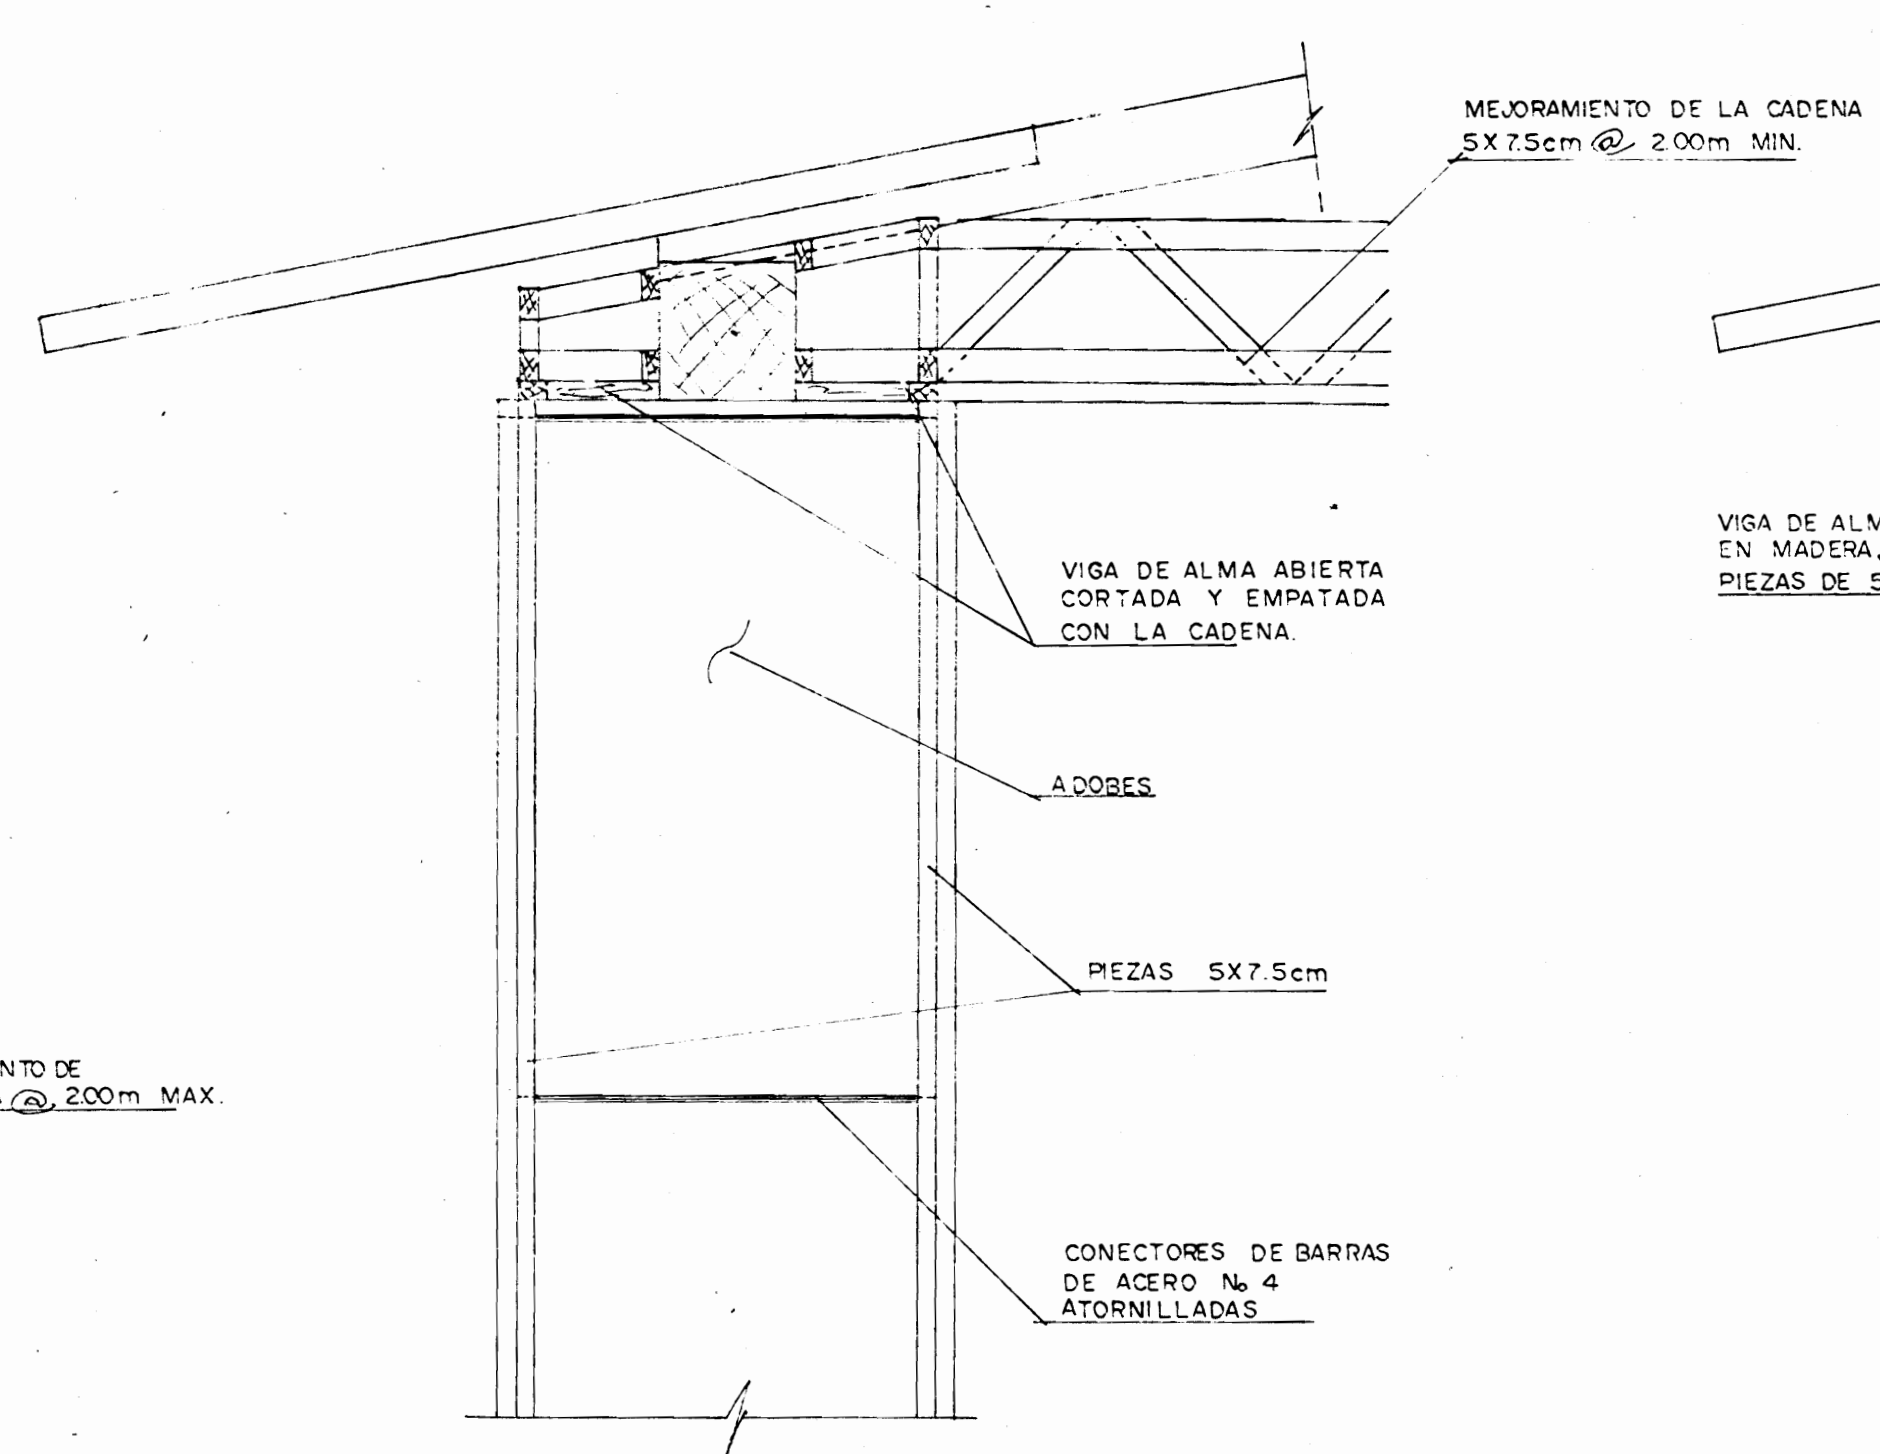 MEJORAMIENTO DE LA CADENA
5X7.5cm @ 2.00m MIN.
VIGA DE ALMA ABIERTA
CORTADA Y EMPATADA
CON LA CADENA.
VIGA DE ALM
EN MADERA,
PIEZAS DE 5
ADOBES
PIEZAS 5X7.5cm
NTO DE
@ 2.00m MAX.
CONECTORES DE BARRAS
DE ACERO No 4
ATORNILLADAS